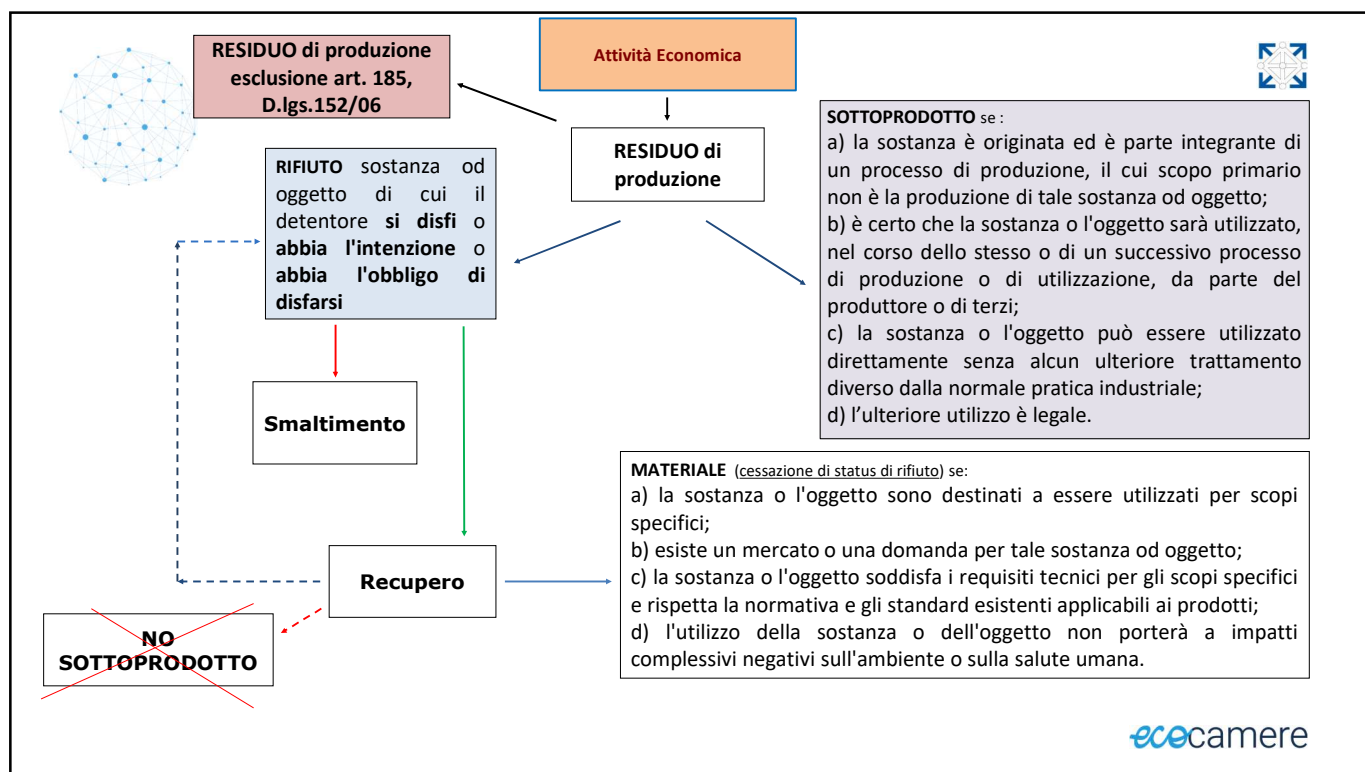 RESIDUO di produzione
esclusione art. 185,
D.lgs.152/06
Attività Economica
RESIDUO di
produzione
RIFIUTO sostanza od
oggetto di cui il
detentore si disfi o
abbia l'intenzione o
abbia l'obbligo di
disfarsi
SOTTOPRODOTTO se :
a) la sostanza è originata ed è parte integrante di
un processo di produzione, il cui scopo primario
non è la produzione di tale sostanza od oggetto;
b) è certo che la sostanza o l'oggetto sarà utilizzato,
nel corso dello stesso o di un successivo processo
di produzione o di utilizzazione, da parte del
produttore o di terzi;
c) la sostanza o l'oggetto può essere utilizzato
direttamente senza alcun ulteriore trattamento
diverso dalla normale pratica industriale;
d) l’ulteriore utilizzo è legale.
Smaltimento
Recupero
NO
SOTTOPRODOTTO
MATERIALE (cessazione di status di rifiuto) se:
a) la sostanza o l'oggetto sono destinati a essere utilizzati per scopi
specifici;
b) esiste un mercato o una domanda per tale sostanza od oggetto;
c) la sostanza o l'oggetto soddisfa i requisiti tecnici per gli scopi specifici
e rispetta la normativa e gli standard esistenti applicabili ai prodotti;
d) l'utilizzo della sostanza o dell'oggetto non porterà a impatti
complessivi negativi sull'ambiente o sulla salute umana.
ecocamere